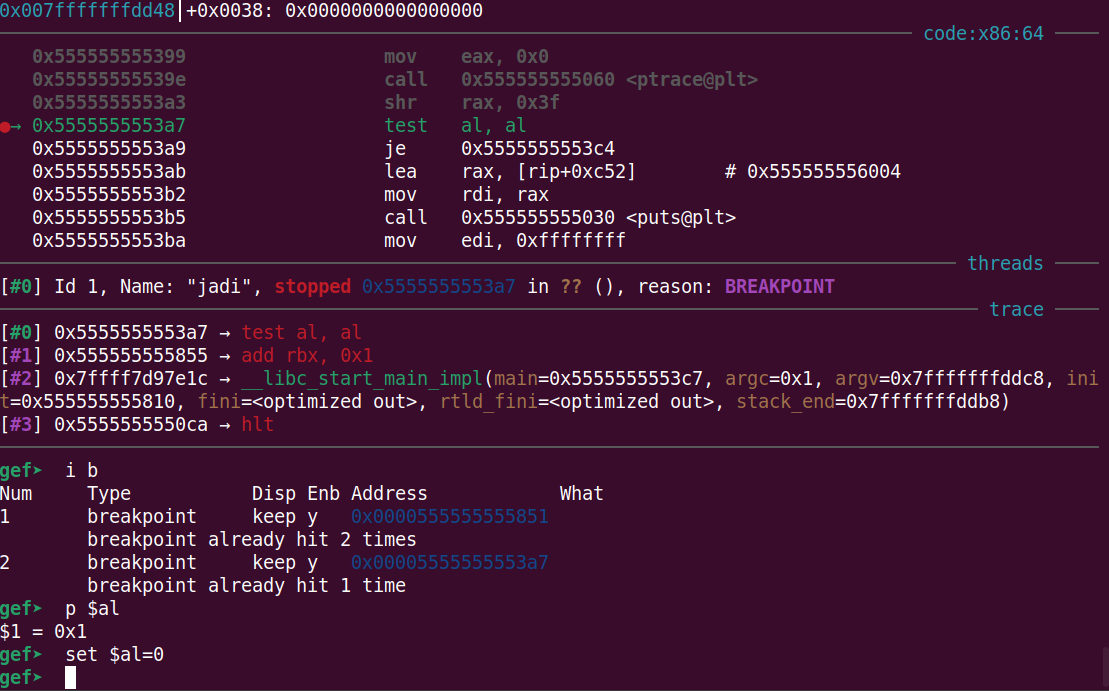 0x007fffffffdd48│+0x0038: 0x0000000000000000
code:x86:64
0x555555555399 mov eax, 0x0
0x55555555539e call 0x555555555060 <ptrace@plt>
0x5555555553a3 shr rax, 0x3f
●→ 0x5555555553a7 test al, al
0x5555555553a9 je 0x5555555553c4
0x5555555553ab lea rax, [rip+0xc52] # 0x555555556004
0x5555555553b2 mov rdi, rax
0x5555555553b5 call 0x555555555030 <puts@plt>
0x5555555553ba mov edi, 0xffffffff
threads
[#0] Id 1, Name: "jadi", stopped 0x5555555553a7 in ?? (), reason: BREAKPOINT
trace
[#0] 0x5555555553a7 → test al, al
[#1] 0x555555555855 → add rbx, 0x1
[#2] 0x7ffff7d97e1c → __libc_start_main_impl(main=0x5555555553c7, argc=0x1, argv=0x7fffffffddc8, ini
t=0x555555555810, fini=<optimized out>, rtld_fini=<optimized out>, stack_end=0x7fffffffddb8)
[#3] 0x5555555550ca → hlt
gef➤ i b
Num Type Disp Enb Address What
1 breakpoint keep y 0x0000555555555851
breakpoint already hit 2 times
2 breakpoint keep y 0x00005555555553a7
breakpoint already hit 1 time
gef➤ p $al
$1 = 0x1
gef➤ set $al=0
gef➤